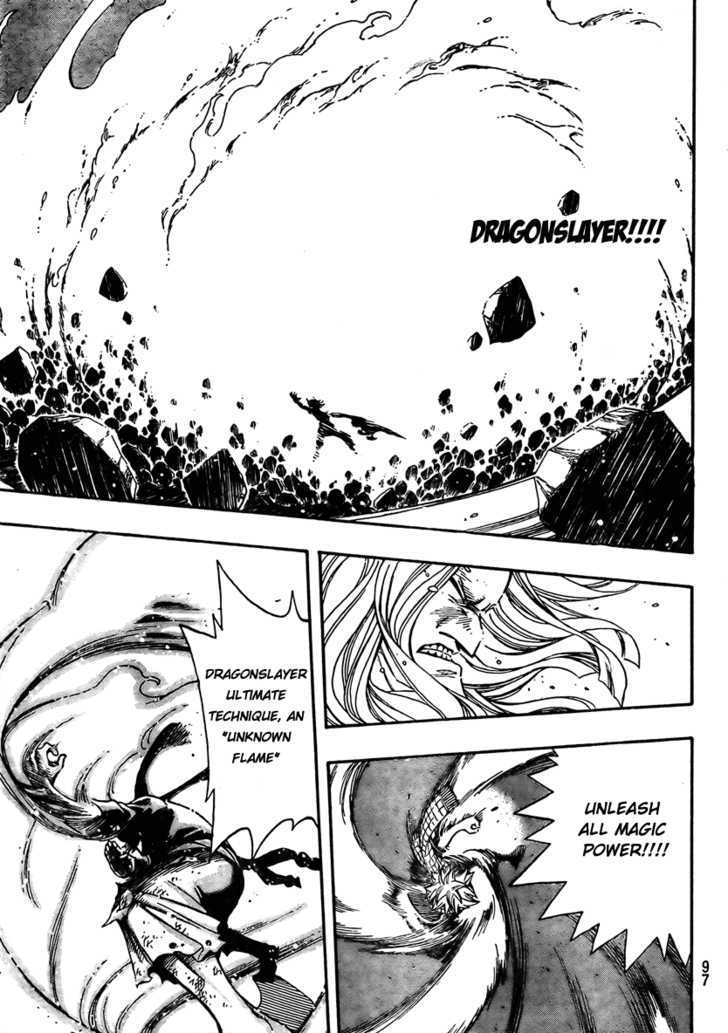 DRAGONSLAYER!!!!
UNLEASH
ALL MAGIC
POWER!!!!
DRAGONSLAYER
ULTIMATE
TECHNIQUE, AN
"UNKNOWN
FLAME"
97